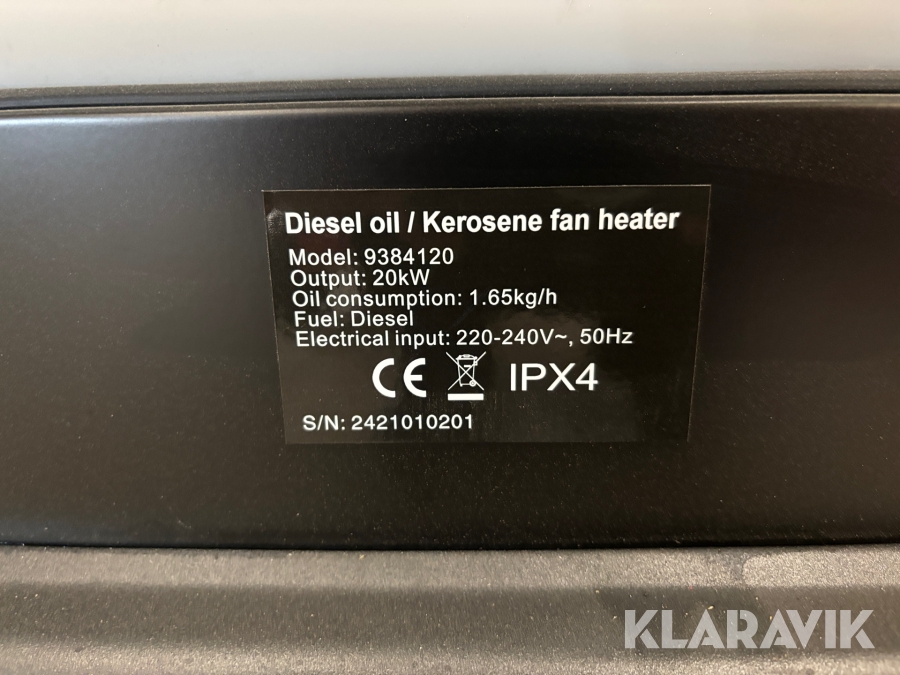 Diesel oil / Kerosene fan heater
Model: 9384120
Output: 20kW
Oil consumption: 1.65kg/h
Fuel: Diesel
Electrical input: 220-240V~, 50Hz
CE IPX4
S/N: 2421010201
KLARAVIK